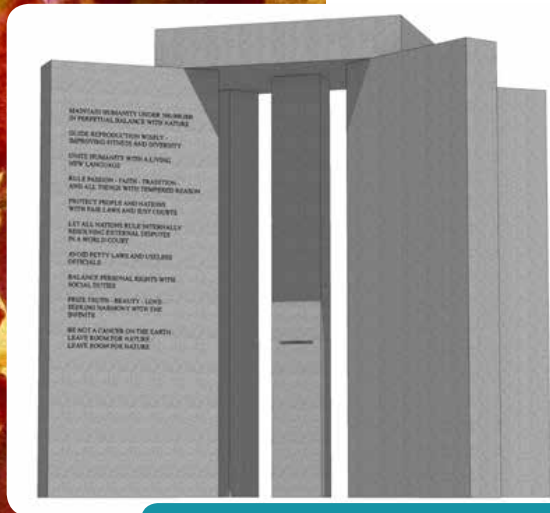 MAINTAIN HUMANITY UNDER 500,000,000
IN PERPETUAL BALANCE WITH NATURE
GUIDE REPRODUCTION WISELY -
IMPROVING FITNESS AND DIVERSITY
UNITE HUMANITY WITH A LIVING
NEW LANGUAGE
RULE PASSION - FAITH - TRADITION -
AND ALL THINGS WITH TEMPERED REASON
PROTECT PEOPLE AND NATIONS
WITH FAIR LAWS AND JUST COURTS
LET ALL NATIONS RULE INTERNALLY
RESOLVING EXTERNAL DISPUTES
IN A WORLD COURT
AVOID PETTY LAWS AND USELESS
OFFICIALS
BALANCE PERSONAL RIGHTS WITH
SOCIAL DUTIES
PRIZE TRUTH - BEAUTY - LOVE -
SEEKING HARMONY WITH THE
INFINITE
BE NOT A CANCER ON THE EARTH -
LEAVE ROOM FOR NATURE -
LEAVE ROOM FOR NATURE